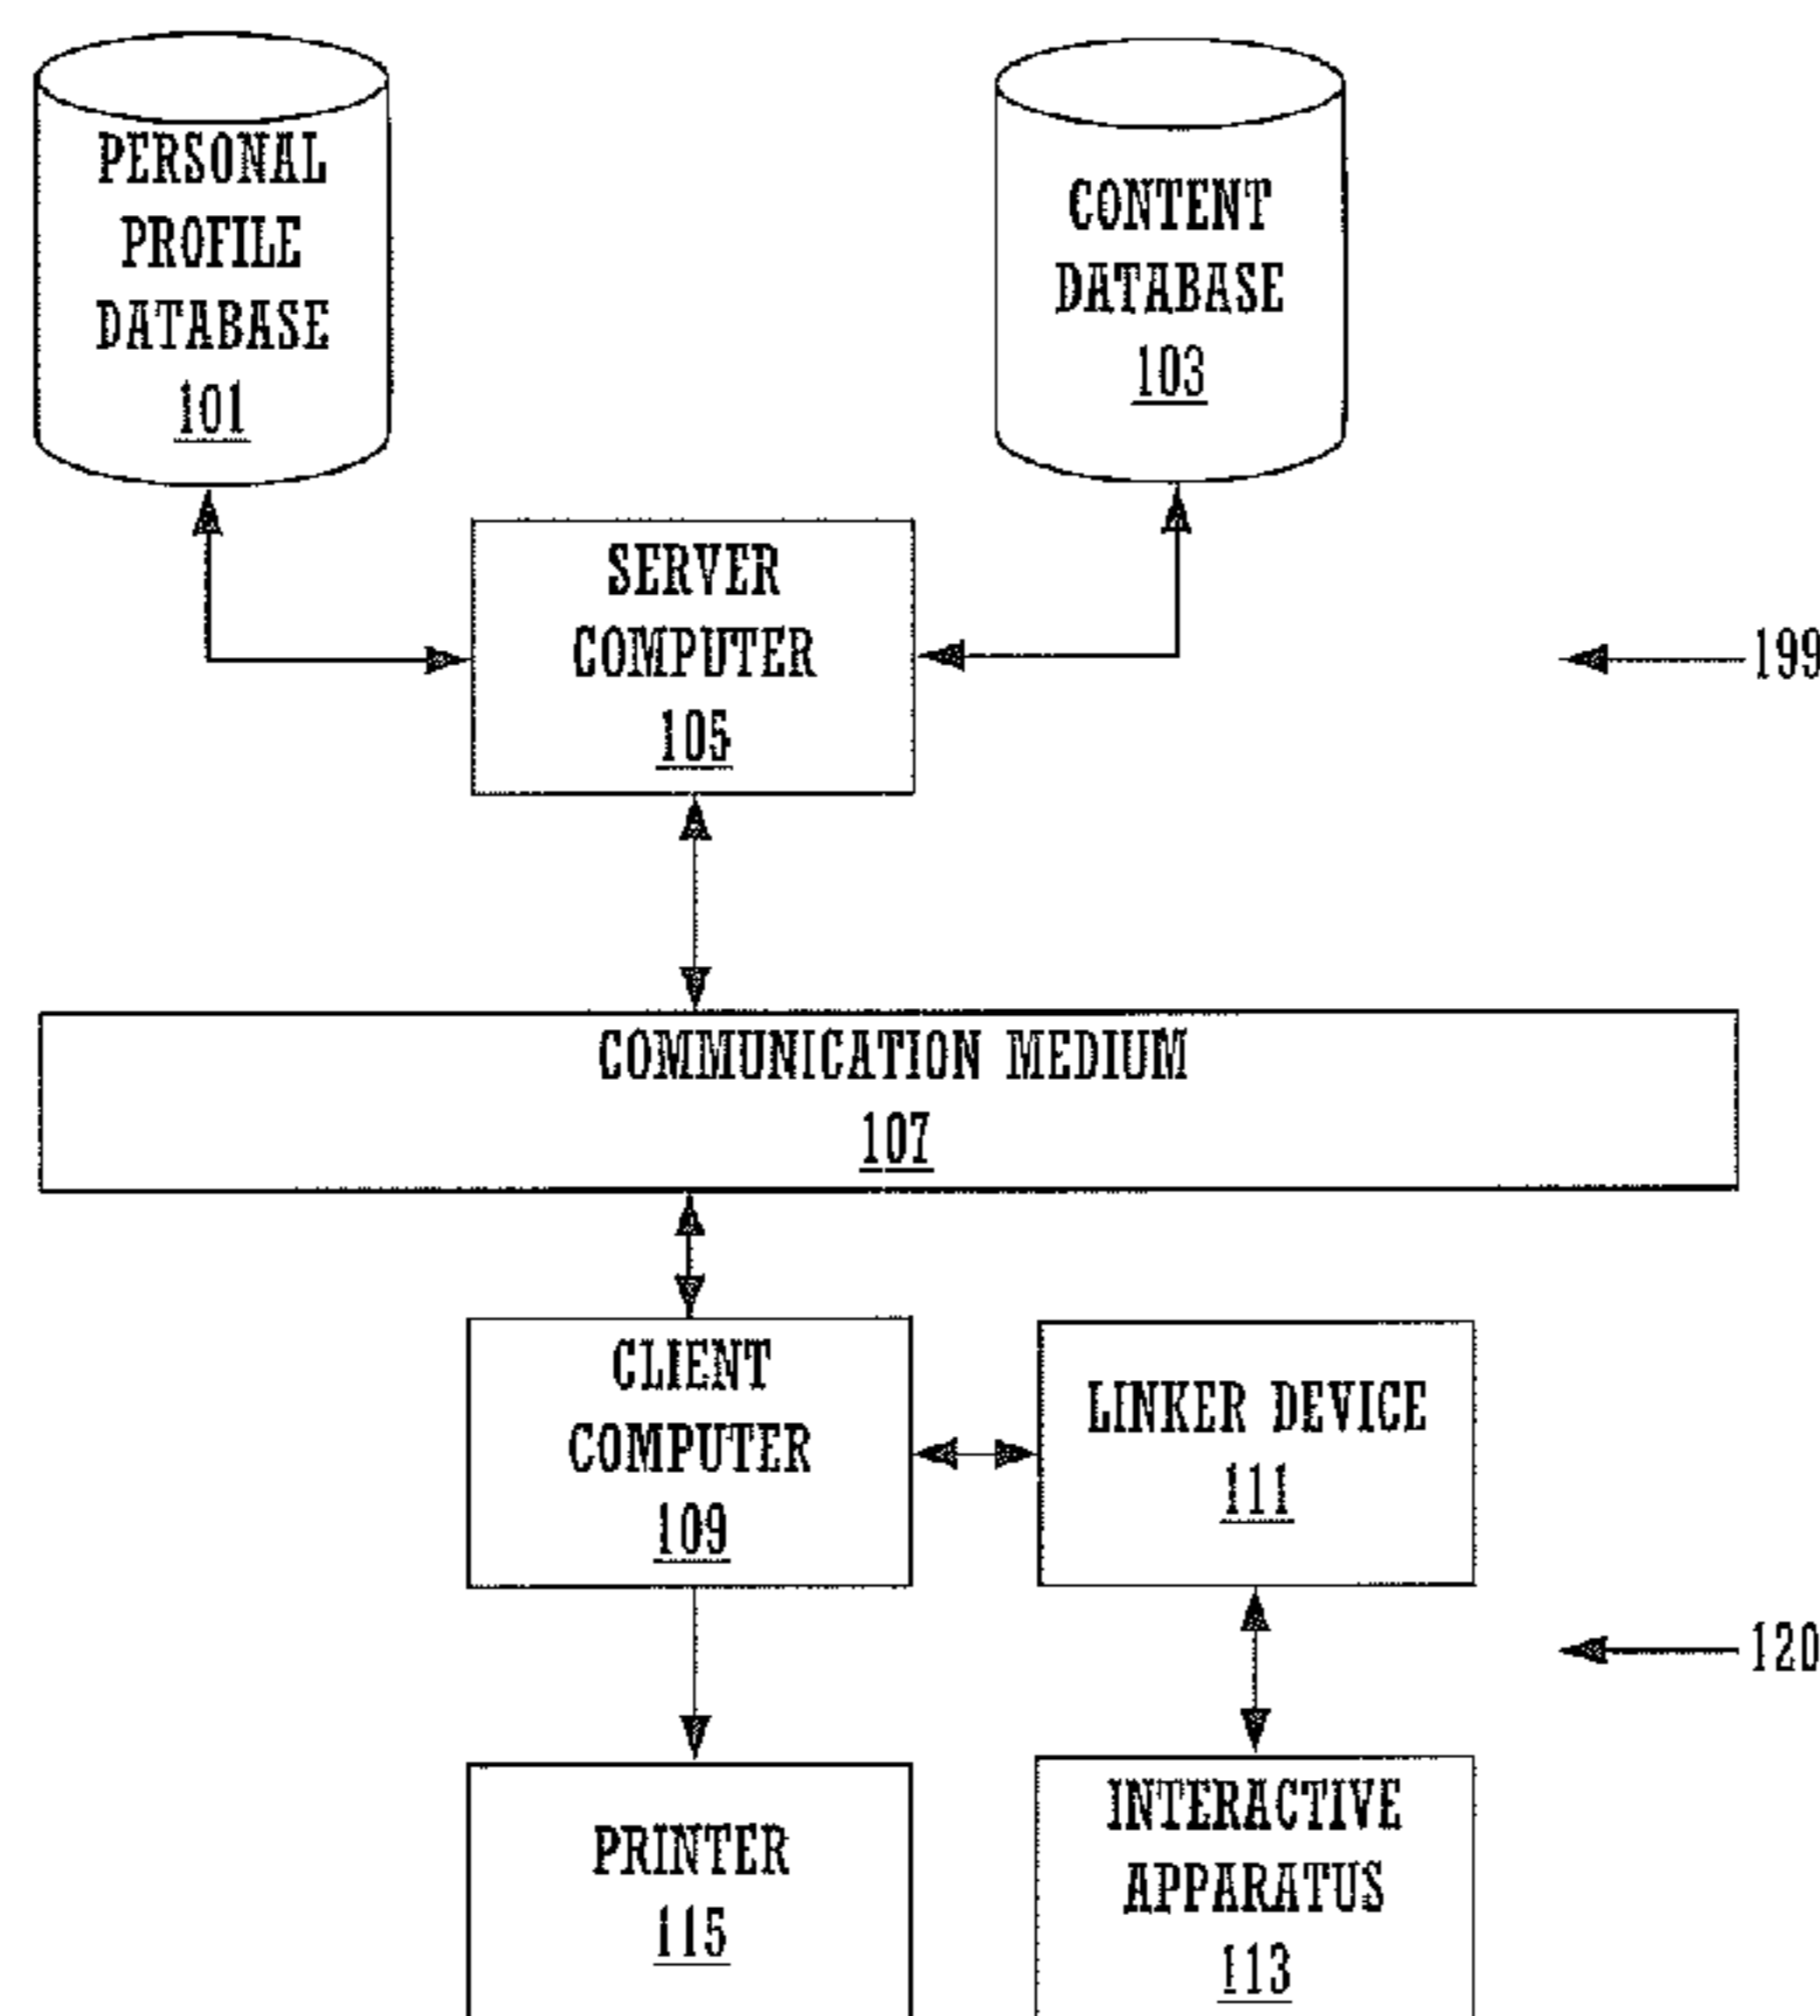 PERSONAL
PROFILE
DATABASE
101
CONTENT
DATABASE
103
SERVER
COMPUTER
105
199
COMMUNICATION MEDIUM
107
CLIENT
COMPUTER
109
LINKER DEVICE
111
120
PRINTER
115
INTERACTIVE
APPARATUS
113